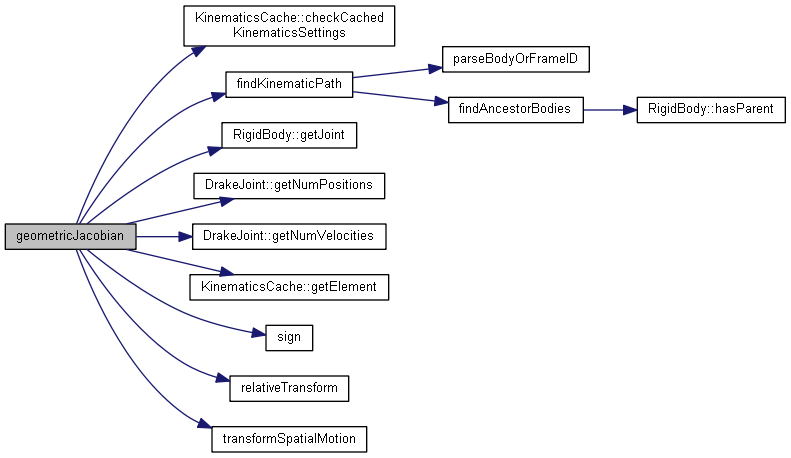 KinematicsCache::checkCached
KinematicsSettings
findKinematicPath
parseBodyOrFrameID
findAncestorBodies
RigidBody::hasParent
RigidBody::getJoint
DrakeJoint::getNumPositions
geometricJacobian
DrakeJoint::getNumVelocities
KinematicsCache::getElement
sign
relativeTransform
transformSpatialMotion